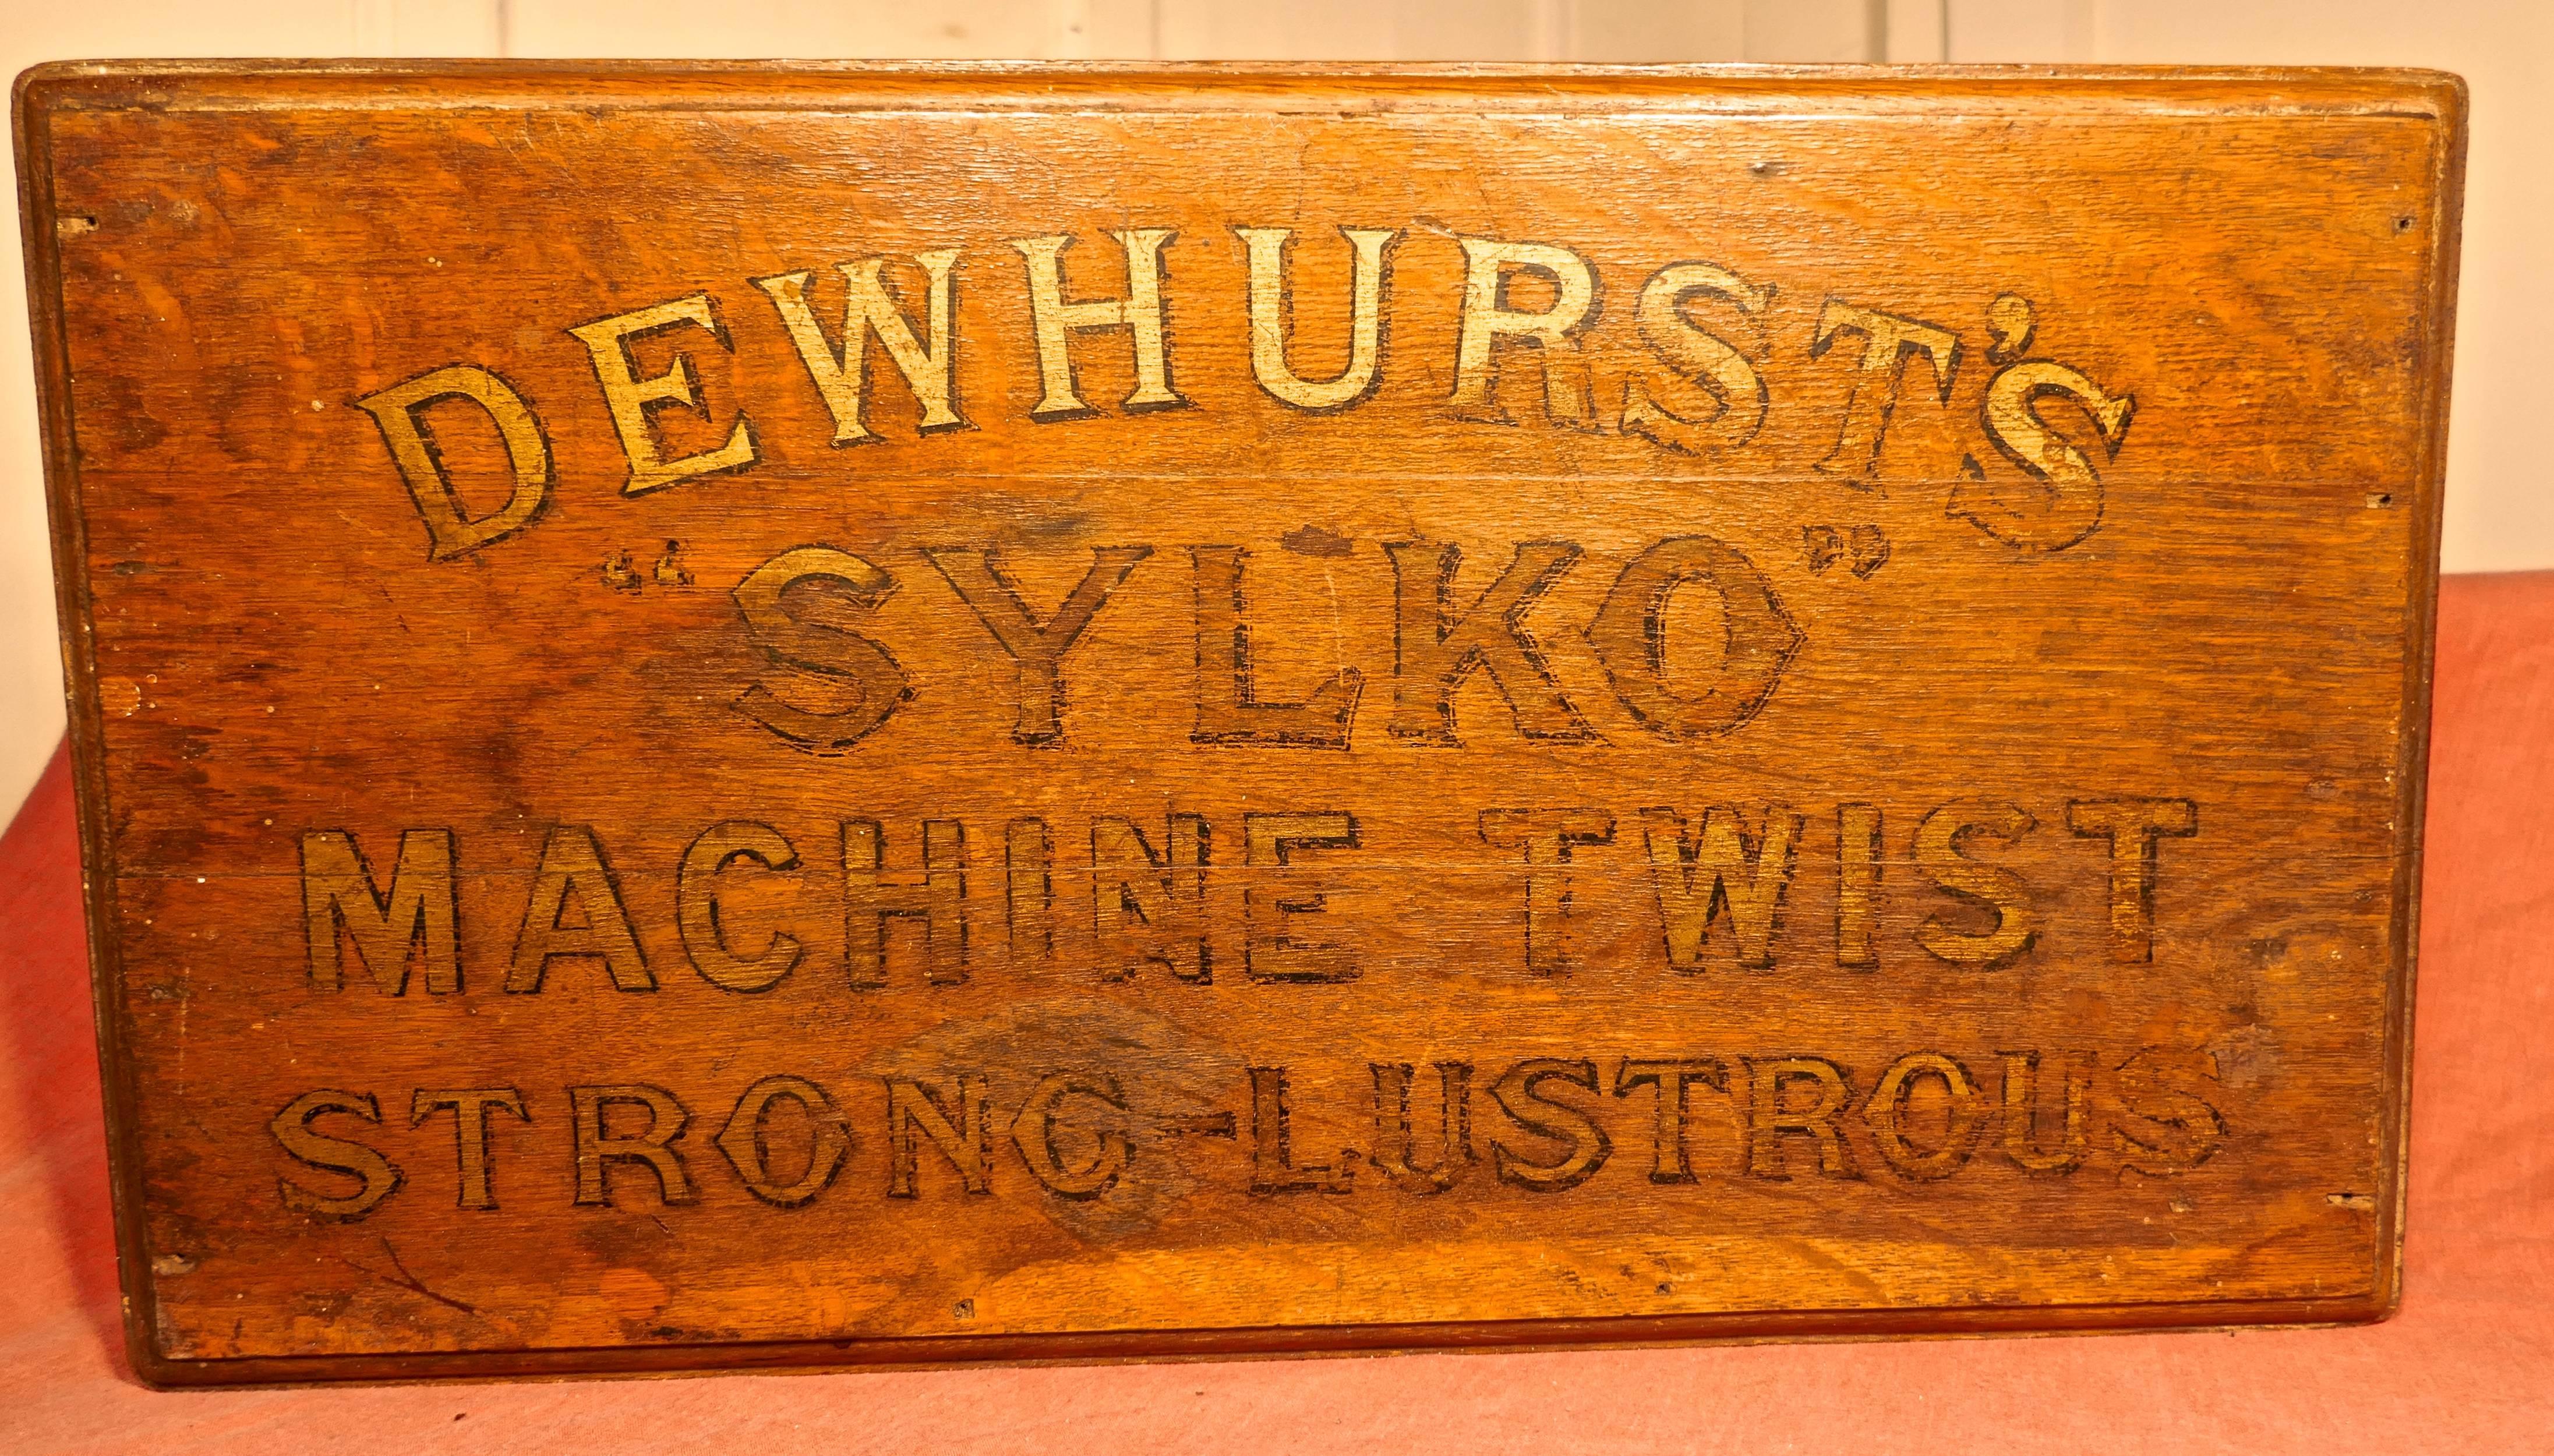 DEWHURST'S
“SYLKO”
MACHINE TWIST
STRONG-LUSTROUS